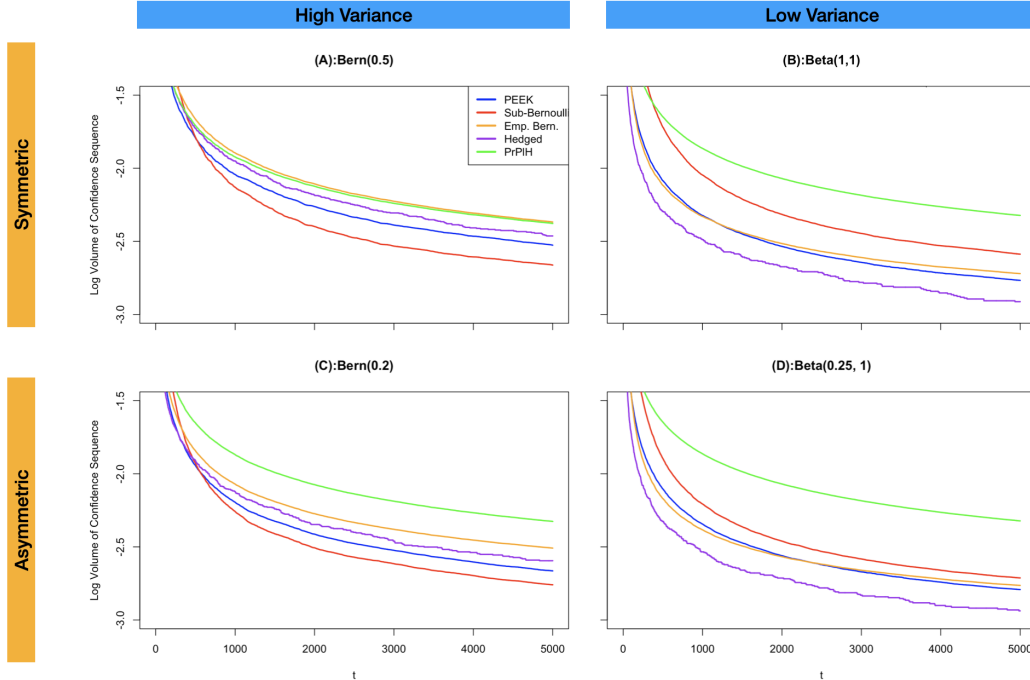 High Variance
Low Variance
Symmetric
Asymmetric
(A):Bern(0.5)
Log Volume of Confidence Sequence
-1.5
-2.0
-2.5
-3.0
PEEK
Sub-Bernoulli
Emp. Bern.
Hedged
PrPlH
(B):Beta(1,1)
(C):Bern(0.2)
Log Volume of Confidence Sequence
-1.5
-2.0
-2.5
-3.0
0 1000 2000 3000 4000 5000
t
(D):Beta(0.25, 1)
0 1000 2000 3000 4000 5000
t